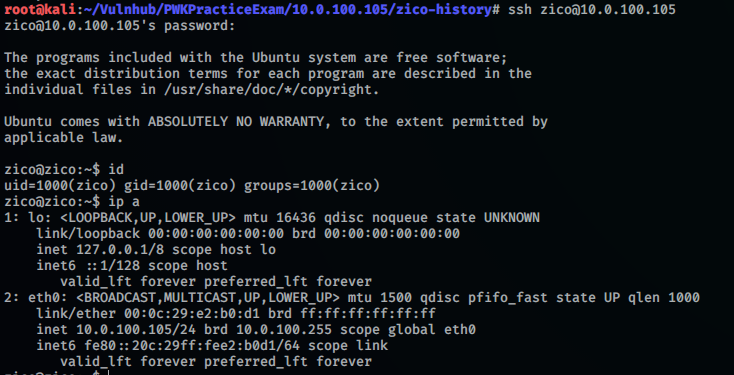 root@kali:~/Vulnhub/PWKPracticeExam/10.0.100.105/zico-history# ssh zico@10.0.100.105
zico@10.0.100.105's password:
The programs included with the Ubuntu system are free software;
the exact distribution terms for each program are described in the
individual files in /usr/share/doc/*/copyright.
Ubuntu comes with ABSOLUTELY NO WARRANTY, to the extent permitted by
applicable law.
zico@zico:~$ id
uid=1000(zico) gid=1000(zico) groups=1000(zico)
zico@zico:~$ ip a
1: lo: <LOOPBACK,UP,LOWER_UP> mtu 16436 qdisc noqueue state UNKNOWN
    link/loopback 00:00:00:00:00:00 brd 00:00:00:00:00:00
    inet 127.0.0.1/8 scope host lo
    inet6 ::1/128 scope host
       valid_lft forever preferred_lft forever
2: eth0: <BROADCAST,MULTICAST,UP,LOWER_UP> mtu 1500 qdisc pfifo_fast state UP qlen 1000
    link/ether 00:0c:29:e2:b0:d1 brd ff:ff:ff:ff:ff:ff
    inet 10.0.100.105/24 brd 10.0.100.255 scope global eth0
    inet6 fe80::20c:29ff:fee2:b0d1/64 scope link
       valid_lft forever preferred_lft forever
zico@zico:~$